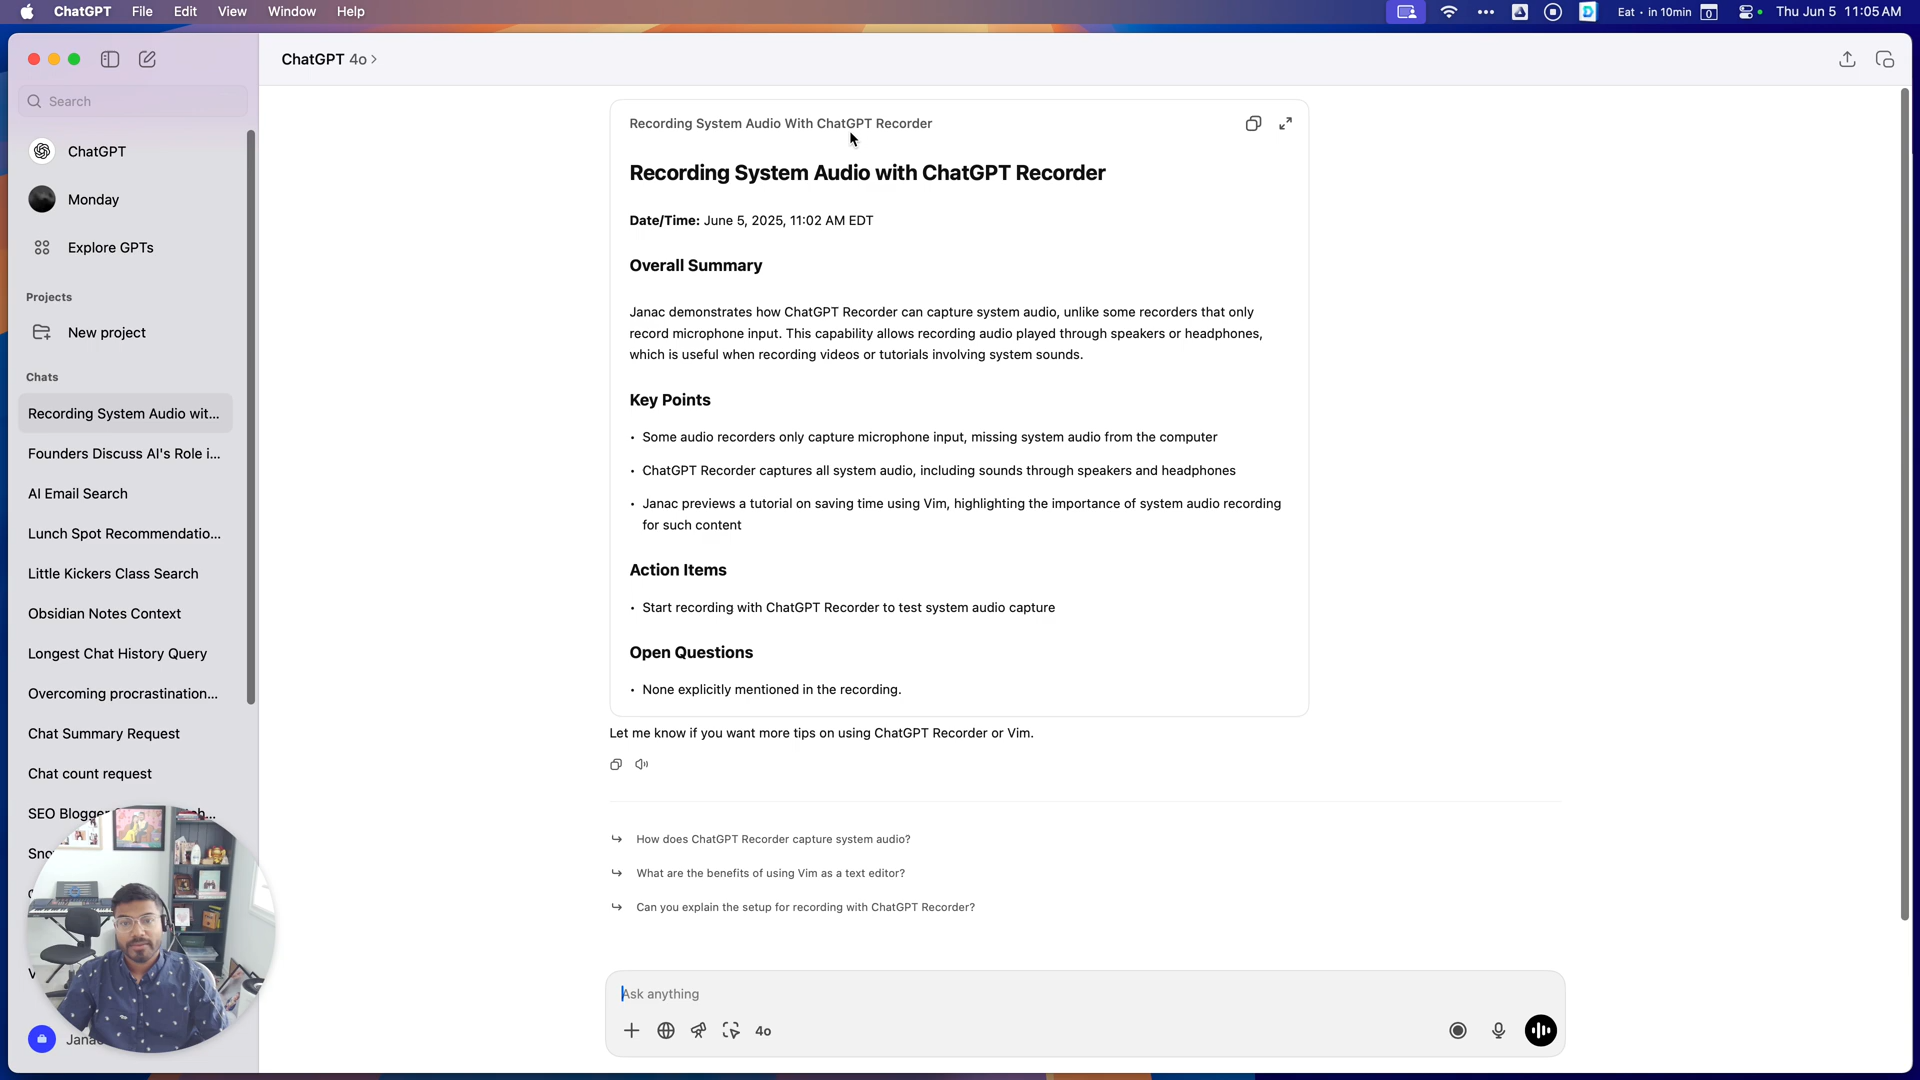 ChatGPT File Edit View Window Help
Eat · in 10min
Thu Jun 5 11:05 AM
ChatGPT 4o >
Search
ChatGPT
Monday
Explore GPTs
Projects
New project
Chats
Recording System Audio wit...
Founders Discuss AI's Role i...
AI Email Search
Lunch Spot Recommendatio...
Little Kickers Class Search
Obsidian Notes Context
Longest Chat History Query
Overcoming procrastination...
Chat Summary Request
Chat count request
SEO Blogger
Recording System Audio With ChatGPT Recorder
Recording System Audio with ChatGPT Recorder
Date/Time: June 5, 2025, 11:02 AM EDT
Overall Summary
Janac demonstrates how ChatGPT Recorder can capture system audio, unlike some recorders that only
record microphone input. This capability allows recording audio played through speakers or headphones,
which is useful when recording videos or tutorials involving system sounds.
Key Points
• Some audio recorders only capture microphone input, missing system audio from the computer
• ChatGPT Recorder captures all system audio, including sounds through speakers and headphones
• Janac previews a tutorial on saving time using Vim, highlighting the importance of system audio recording
for such content
Action Items
• Start recording with ChatGPT Recorder to test system audio capture
Open Questions
• None explicitly mentioned in the recording.
Let me know if you want more tips on using ChatGPT Recorder or Vim.
How does ChatGPT Recorder capture system audio?
What are the benefits of using Vim as a text editor?
Can you explain the setup for recording with ChatGPT Recorder?
Ask anything
4o